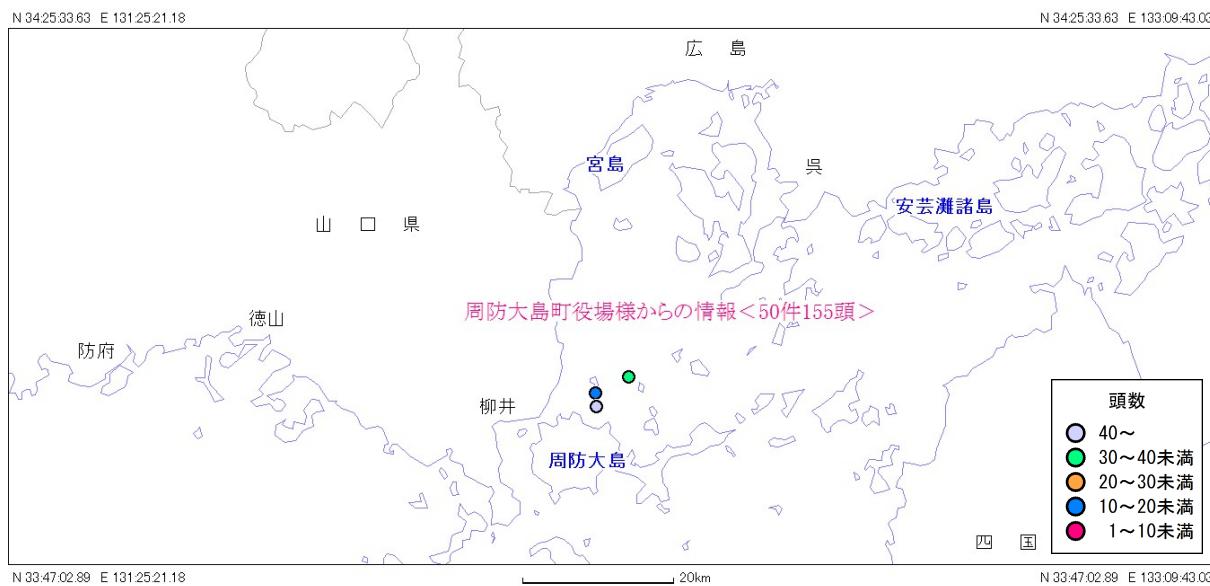 N 34:25:33.63 E 131:25:21.18
N 34:25:33.63 E 133:09:43.03
広島
宮島
呉
安芸灘諸島
山口県
周防大島町役場様からの情報<50件155頭>
徳山
防府
柳井
周防大島
四国
頭数
40~
30~40未満
20~30未満
10~20未満
1~10未満
N 33:47:02.89 E 131:25:21.18
20km
N 33:47:02.89 E 133:09:43.03